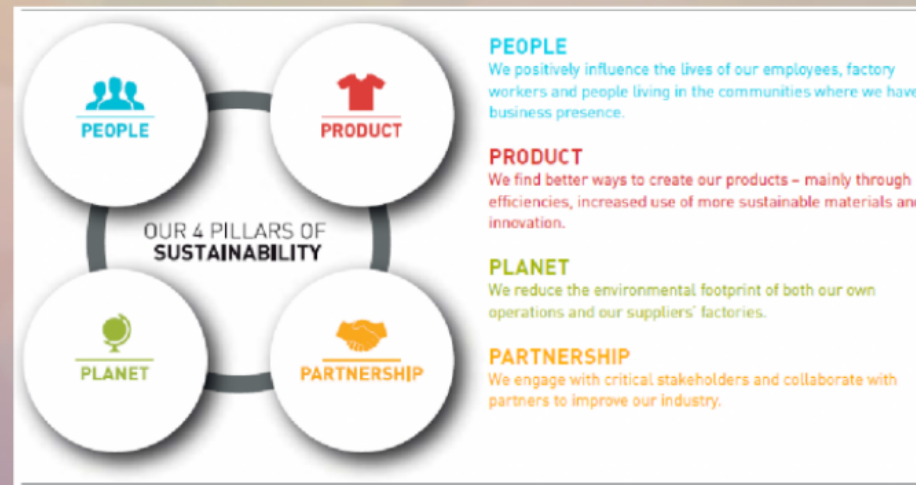 PEOPLE
PRODUCT
OUR 4 PILLARS OF
SUSTAINABILITY
PLANET
PARTNERSHIP
PEOPLE
We positively influence the lives of our employees, factory
workers and people living in the communities where we have
business presence.
PRODUCT
We find better ways to create our products – mainly through
efficiencies, increased use of more sustainable materials and
innovation.
PLANET
We reduce the environmental footprint of both our own
operations and our suppliers' factories.
PARTNERSHIP
We engage with critical stakeholders and collaborate with
partners to improve our industry.